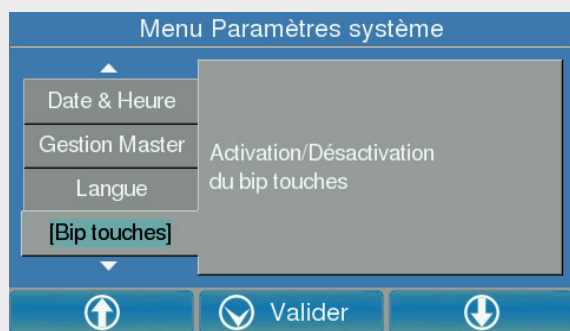 Menu Paramètres système
Date & Heure
Gestion Master
Langue
[Bip touches]
Activation/Désactivation
du bip touches
Valider